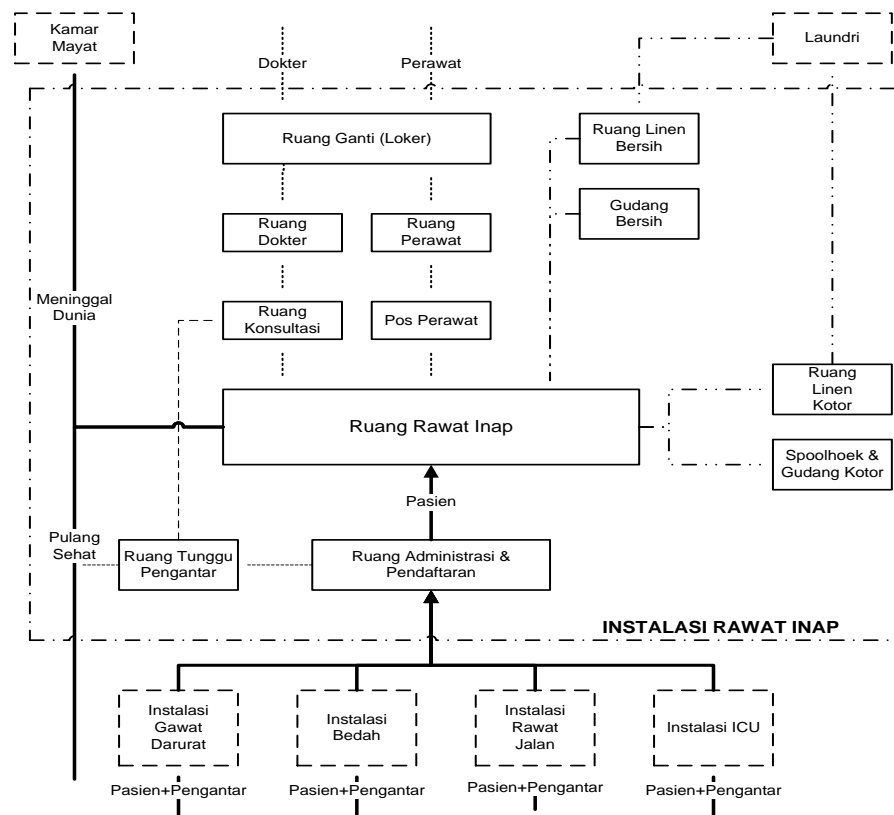 Kamar
Mayat
Laundri
Dokter
Perawat
Ruang Ganti (Loker)
Ruang Linen
Bersih
Ruang
Dokter
Ruang
Perawat
Gudang
Bersih
Meninggal
Dunia
Ruang
Konsultasi
Pos Perawat
Ruang
Linen
Kotor
Ruang Rawat Inap
Spoolhoek &
Gudang Kotor
Pasien
Pulang
Sehat
Ruang Tunggu
Pengantar
Ruang Administrasi &
Pendaftaran
INSTALASI RAWAT INAP
Instalasi
Gawat
Darurat
Instalasi
Bedah
Instalasi
Rawat
Jalan
Instalasi ICU
Pasien+Pengantar
Pasien+Pengantar
Pasien+Pengantar
Pasien+Pengantar